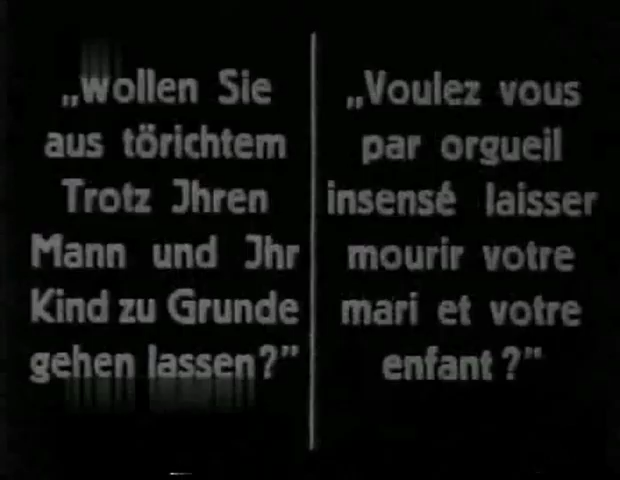 „wollen Sie
aus törichtem
Trotz Jhren
Mann und Jhr
Kind zu Grunde
gehen lassen?”
„Voulez vous
par orgueil
insensé laisser
mourir votre
mari et votre
enfant?"